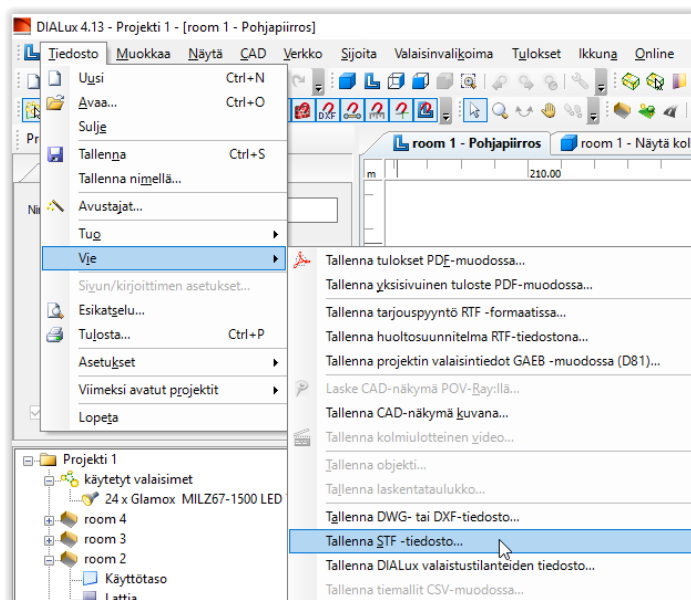 DIALux 4.13 - Projekti 1 - [room 1 - Pohjapiirros]
Tiedosto Muokkaa Näytä CAD Verkko Sijoita Valaisinvalikoima Tulokset Ikkuna Online
Uusi Ctrl+N
Avaa... Ctrl+O
Sulje
Tallenna Ctrl+S
Tallenna nimellä...
Avustajat...
Tuo
Vie
Sivun/kirjoittimen asetukset...
Esikatselu...
Tulosta... Ctrl+P
Asetukset
Viimeksi avatut projektit
Lopeta
DXF
room 1 - Pohjapiirros
room 1 - Näytä kol
m
210.00
Tallenna tulokset PDF-muodossa...
Tallenna yksisivuinen tuloste PDF-muodossa...
Tallenna tarjouspyyntö RTF -formaatissa...
Tallenna huoltosuunnitelma RTF-tiedostona...
Tallenna projektin valaisintiedot GAEB -muodossa (D81)...
Laske CAD-näkymä POV-Ray:llä...
Tallenna CAD-näkymä kuvana...
Tallenna kolmiulotteinen video...
Tallenna objekti...
Tallenna laskentataulukko...
Tallenna DWG- tai DXF-tiedosto...
Tallenna STF -tiedosto...
Tallenna DIALux valaistustilanteiden tiedosto...
Tallenna tiemallit CSV-muodossa...
Projekti 1
käytetyt valaisimet
24 x Glamox MILZ67-1500 LED
room 4
room 3
room 2
Käyttötaso
Lattia